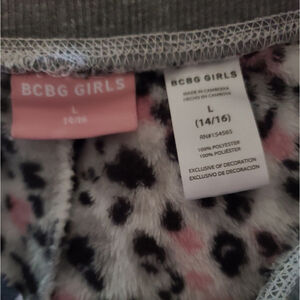 BCBG GIRLS
L
14/16
BCBG GIRLS
MADE IN CAMBODIA
HECHO EN CAMBOYA
L
(14/16)
RN#154565
100% POLYESTER
100% POLIÉSTER
EXCLUSIVE OF DECORATION
EXCLUSIVO DE DECORACIÓN